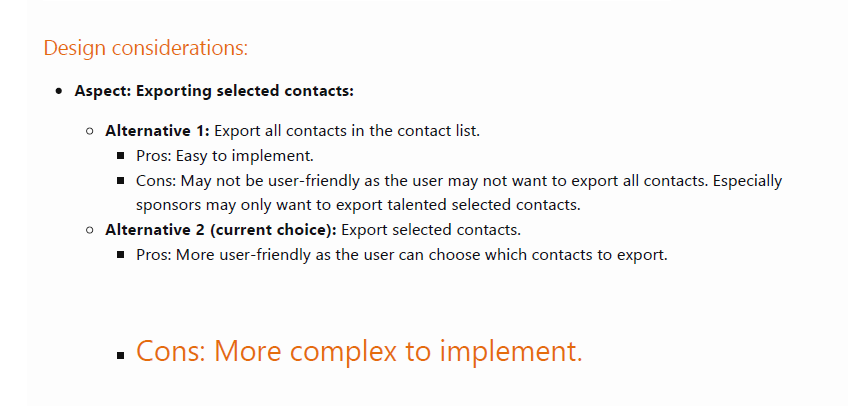 Design considerations:
Aspect: Exporting selected contacts:
Alternative 1: Export all contacts in the contact list.
Pros: Easy to implement.
Cons: May not be user-friendly as the user may not want to export all contacts. Especially
sponsors may only want to export talented selected contacts.
Alternative 2 (current choice): Export selected contacts.
Pros: More user-friendly as the user can choose which contacts to export.
Cons: More complex to implement.